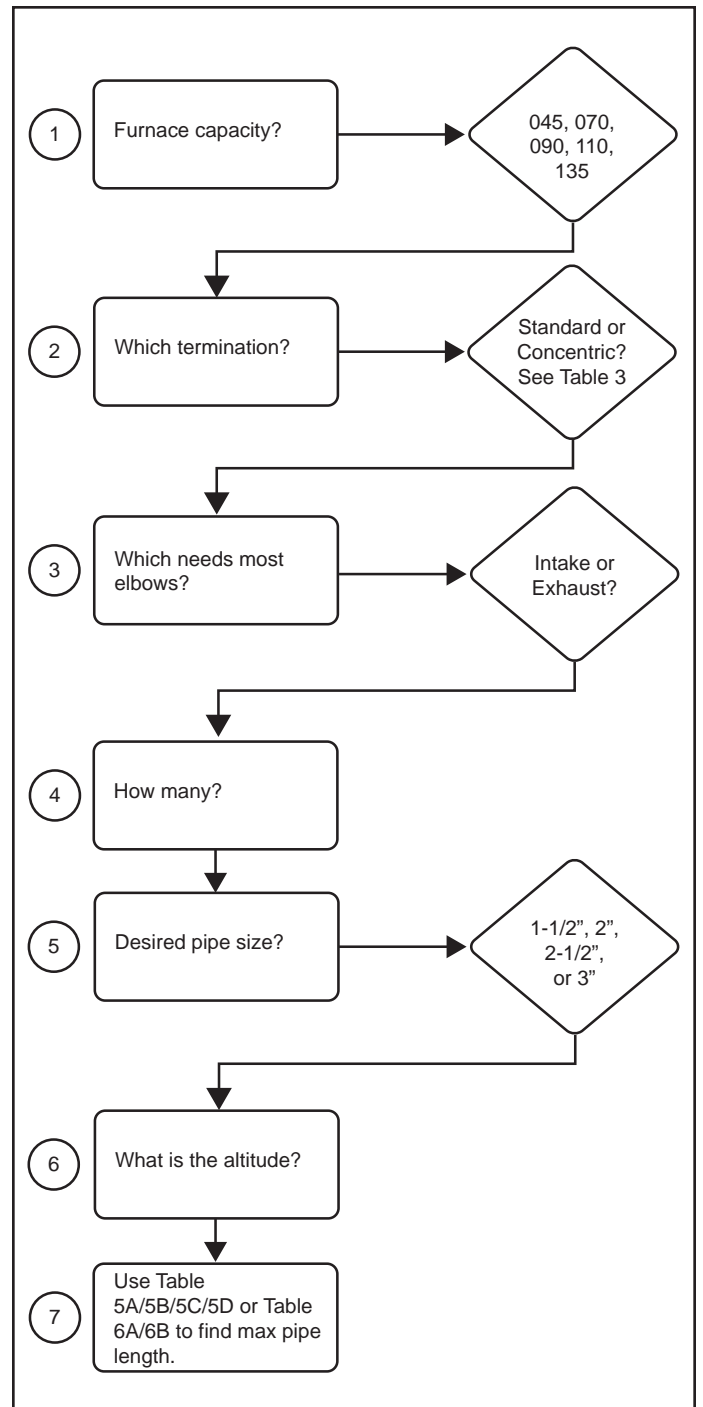 1
Furnace capacity?
045, 070,
090, 110,
135
2
Which termination?
Standard or
Concentric?
See Table 3
3
Which needs most
elbows?
Intake or
Exhaust?
4
How many?
5
Desired pipe size?
1-1/2”, 2”,
2-1/2”,
or 3”
6
What is the altitude?
7
Use Table
5A/5B/5C/5D or Table
6A/6B to find max pipe
length.